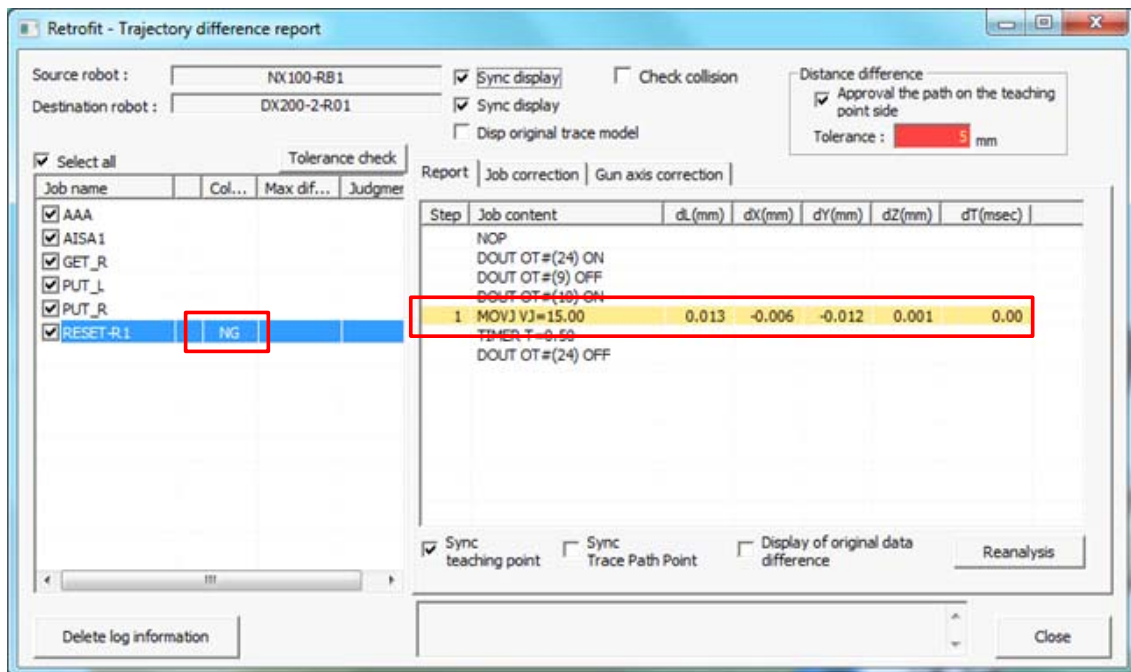 Retrofit - Trajectory difference report
Source robot : NX100-RB1
Destination robot : DX200-2-R01
Sync display
Check collision
Sync display
Disp original trace model
Distance difference
Approval the path on the teaching
point side
Tolerance : 5 mm
Select all
Tolerance check
Job name Col... Max dif... Judgmer
AAA
AISA1
GET_R
PUT_L
PUT_R
RESET-R1 NG
Delete log information
Report Job correction Gun axis correction
Step Job content dL(mm) dX(mm) dY(mm) dZ(mm) dT(msec)
NOP
DOUT OT#(24) ON
DOUT OT#(9) OFF
DOUT OT#(10) ON
1 MOVJ VJ=15.00 0.013 -0.006 -0.012 0.001 0.00
TIMER T=0.50
DOUT OT#(24) OFF
Sync
teaching point
Sync
Trace Path Point
Display of original data
difference
Reanalysis
Close